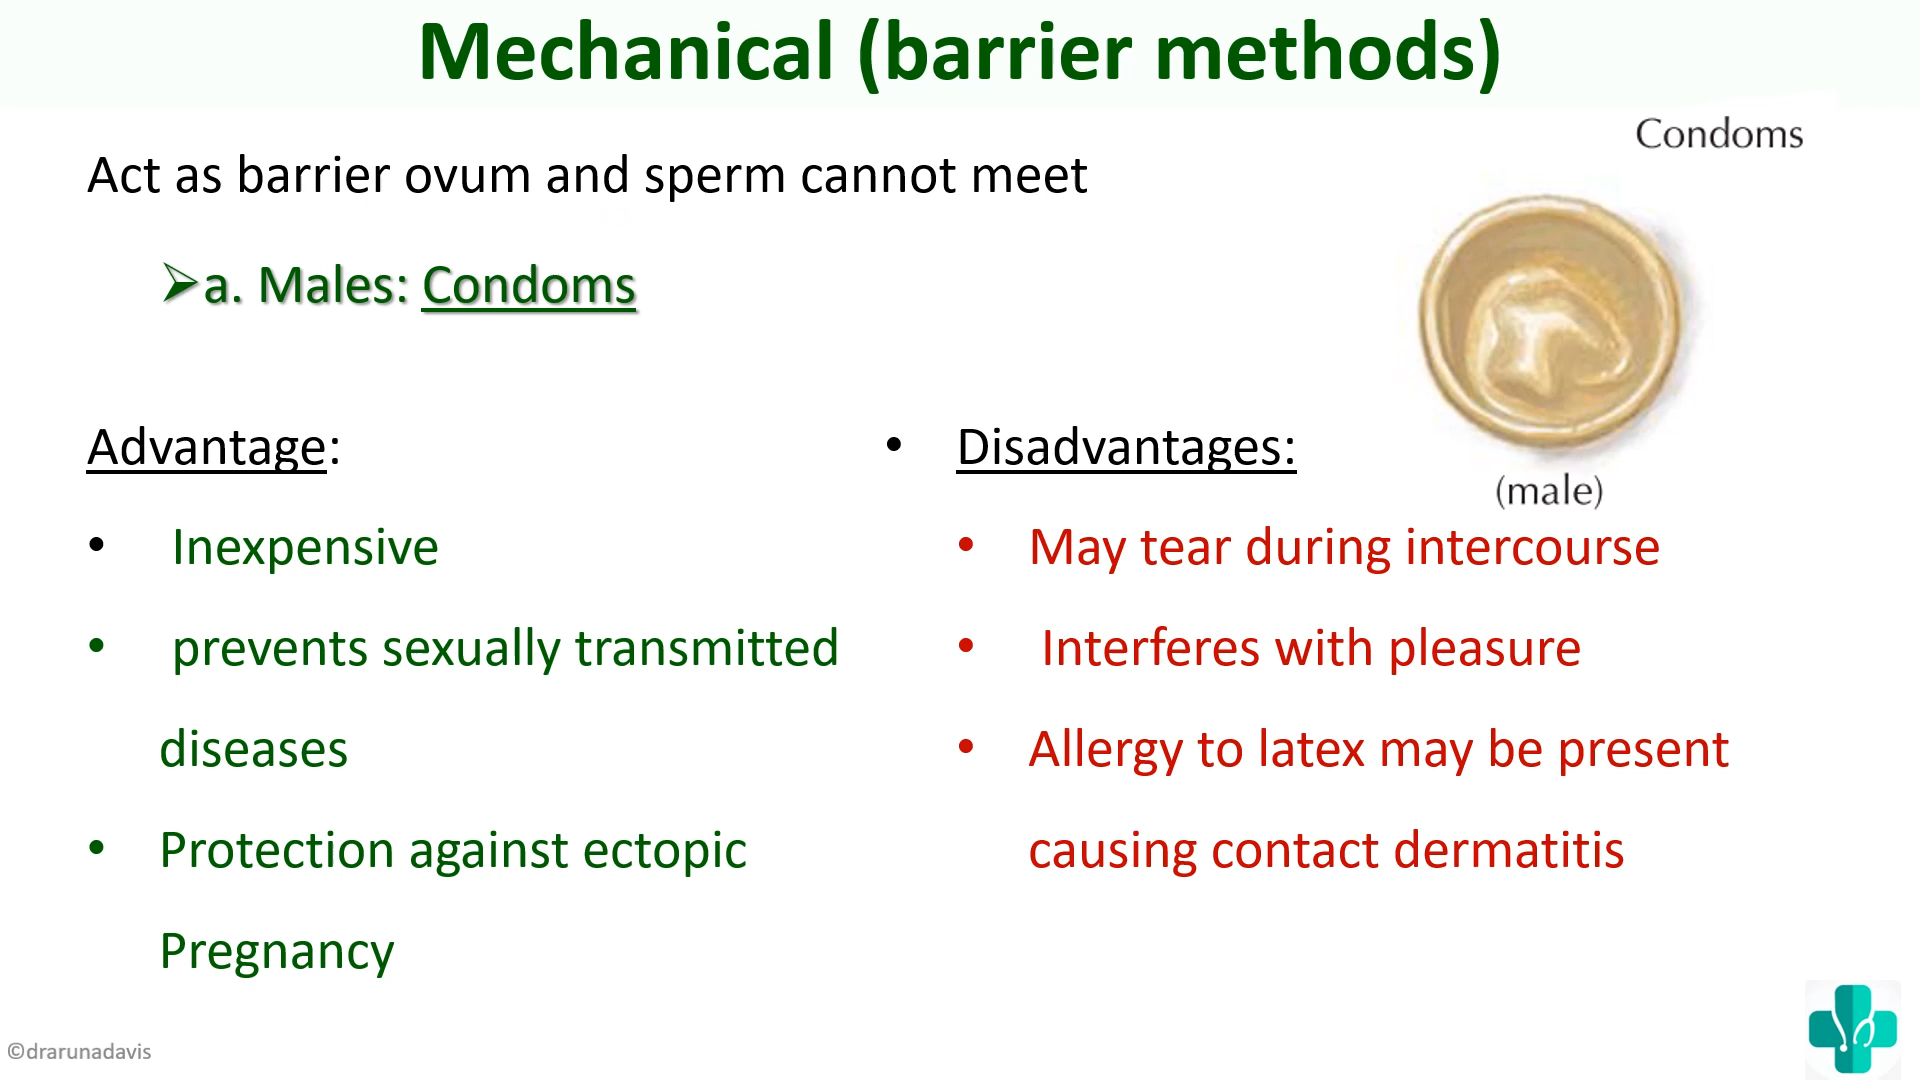 Mechanical (barrier methods)
Condoms
Act as barrier ovum and sperm cannot meet
➢a. Males: Condoms
(male)
Advantage:
• Inexpensive
• prevents sexually transmitted
diseases
• Protection against ectopic
Pregnancy
• Disadvantages:
• May tear during intercourse
• Interferes with pleasure
• Allergy to latex may be present
causing contact dermatitis
©drarunadavis